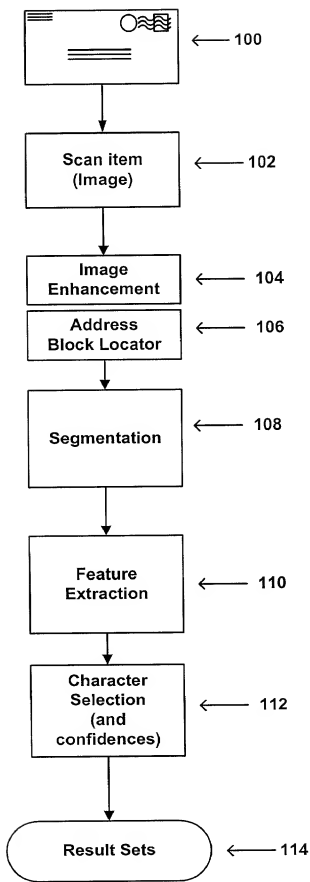 100
Scan item
(Image)
102
Image
Enhancement
104
Address
Block Locator
106
Segmentation
108
Feature
Extraction
110
Character
Selection
(and
confidences)
112
Result Sets
114